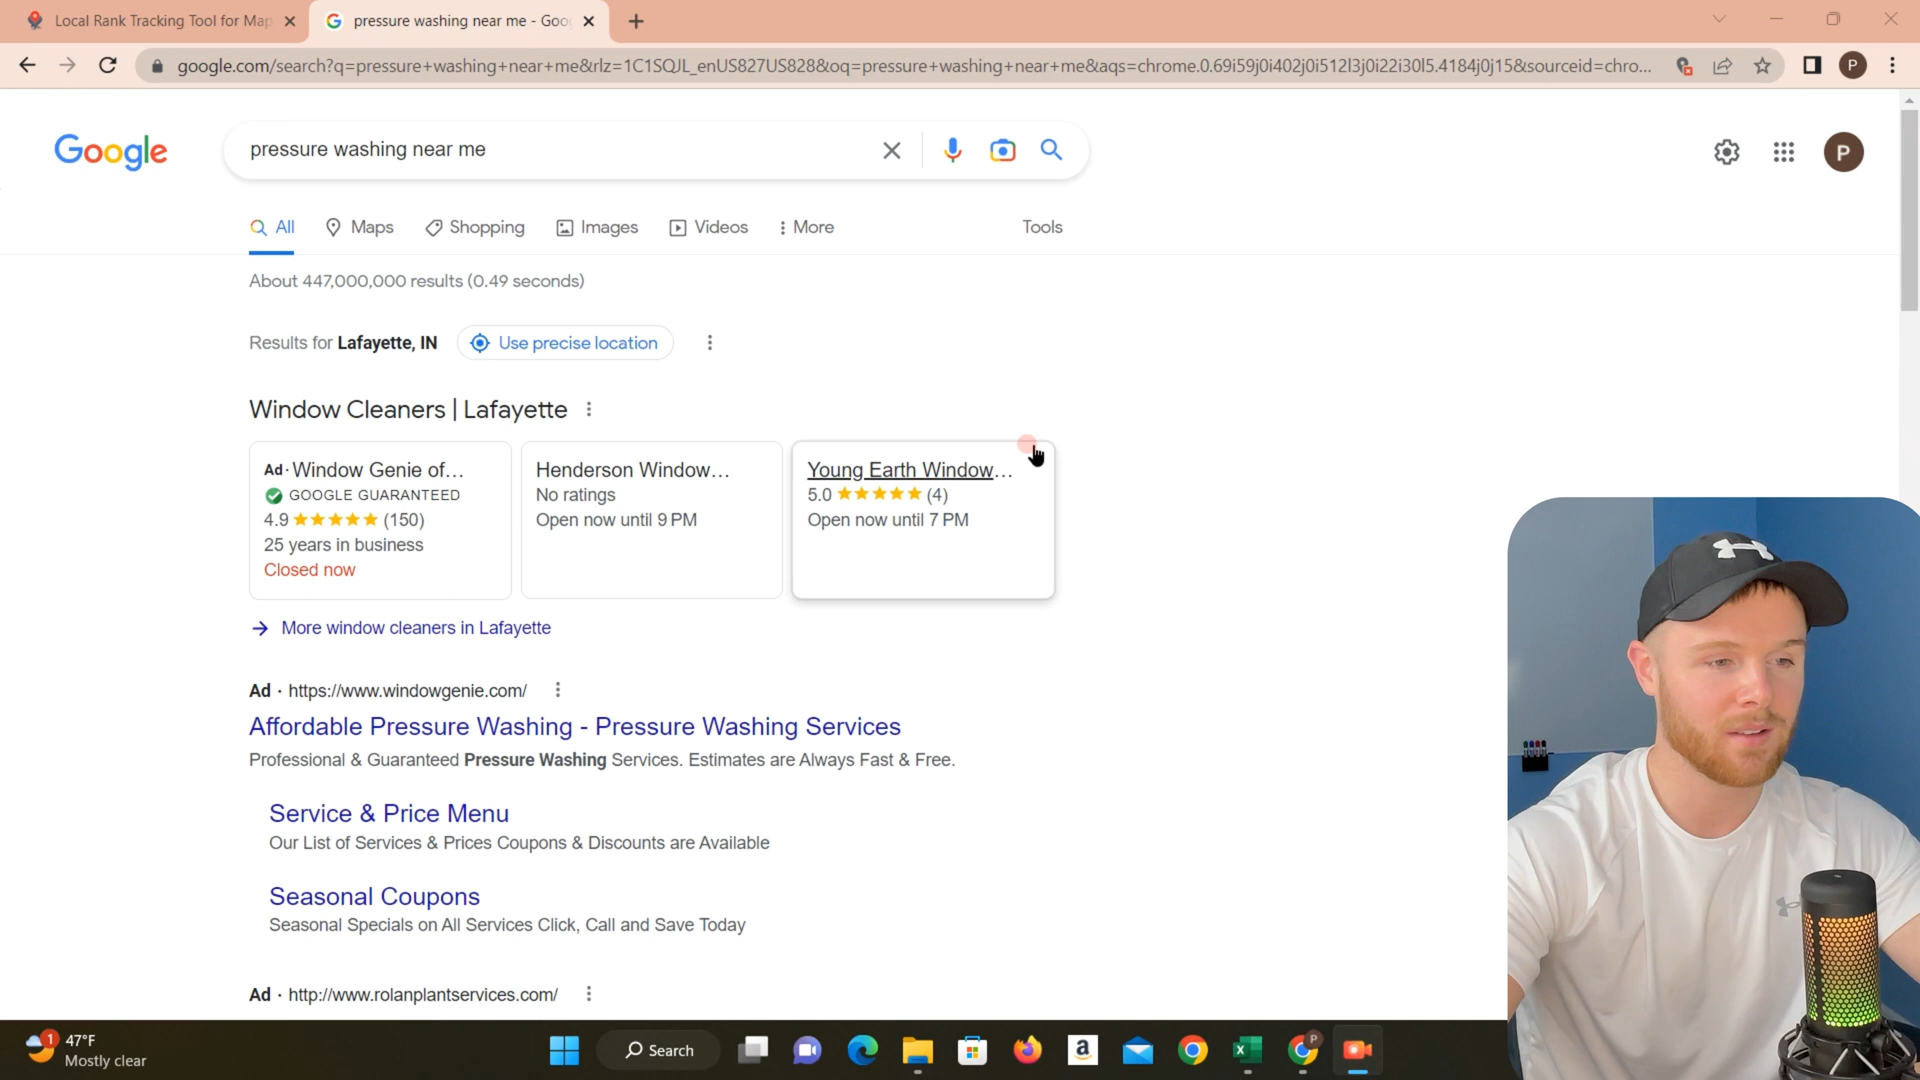 Local Rank Tracking Tool for Map
pressure washing near me - Goo
google.com/search?q=pressure+washing+near+me&rlz=1C1SQJL_enUS827US828&oq=pressure+washing+near+me&aqs=chrome.0.69i59j0i402j0i512l3j0i22i30l5.4184j0j15&sourceid=chro...
P
Google
pressure washing near me
P
All
Maps
Shopping
Images
Videos
More
Tools
About 447,000,000 results (0.49 seconds)
Results for Lafayette, IN
Use precise location
Window Cleaners | Lafayette
Ad · Window Genie of...
GOOGLE GUARANTEED
4.9 (150)
25 years in business
Closed now
Henderson Window...
No ratings
Open now until 9 PM
Young Earth Window...
5.0 (4)
Open now until 7 PM
More window cleaners in Lafayette
Ad · https://www.windowgenie.com/
Affordable Pressure Washing - Pressure Washing Services
Professional & Guaranteed Pressure Washing Services. Estimates are Always Fast & Free.
Service & Price Menu
Our List of Services & Prices Coupons & Discounts are Available
Seasonal Coupons
Seasonal Specials on All Services Click, Call and Save Today
Ad · http://www.rolanplantservices.com/
1
47°F
Mostly clear
Search
a
P